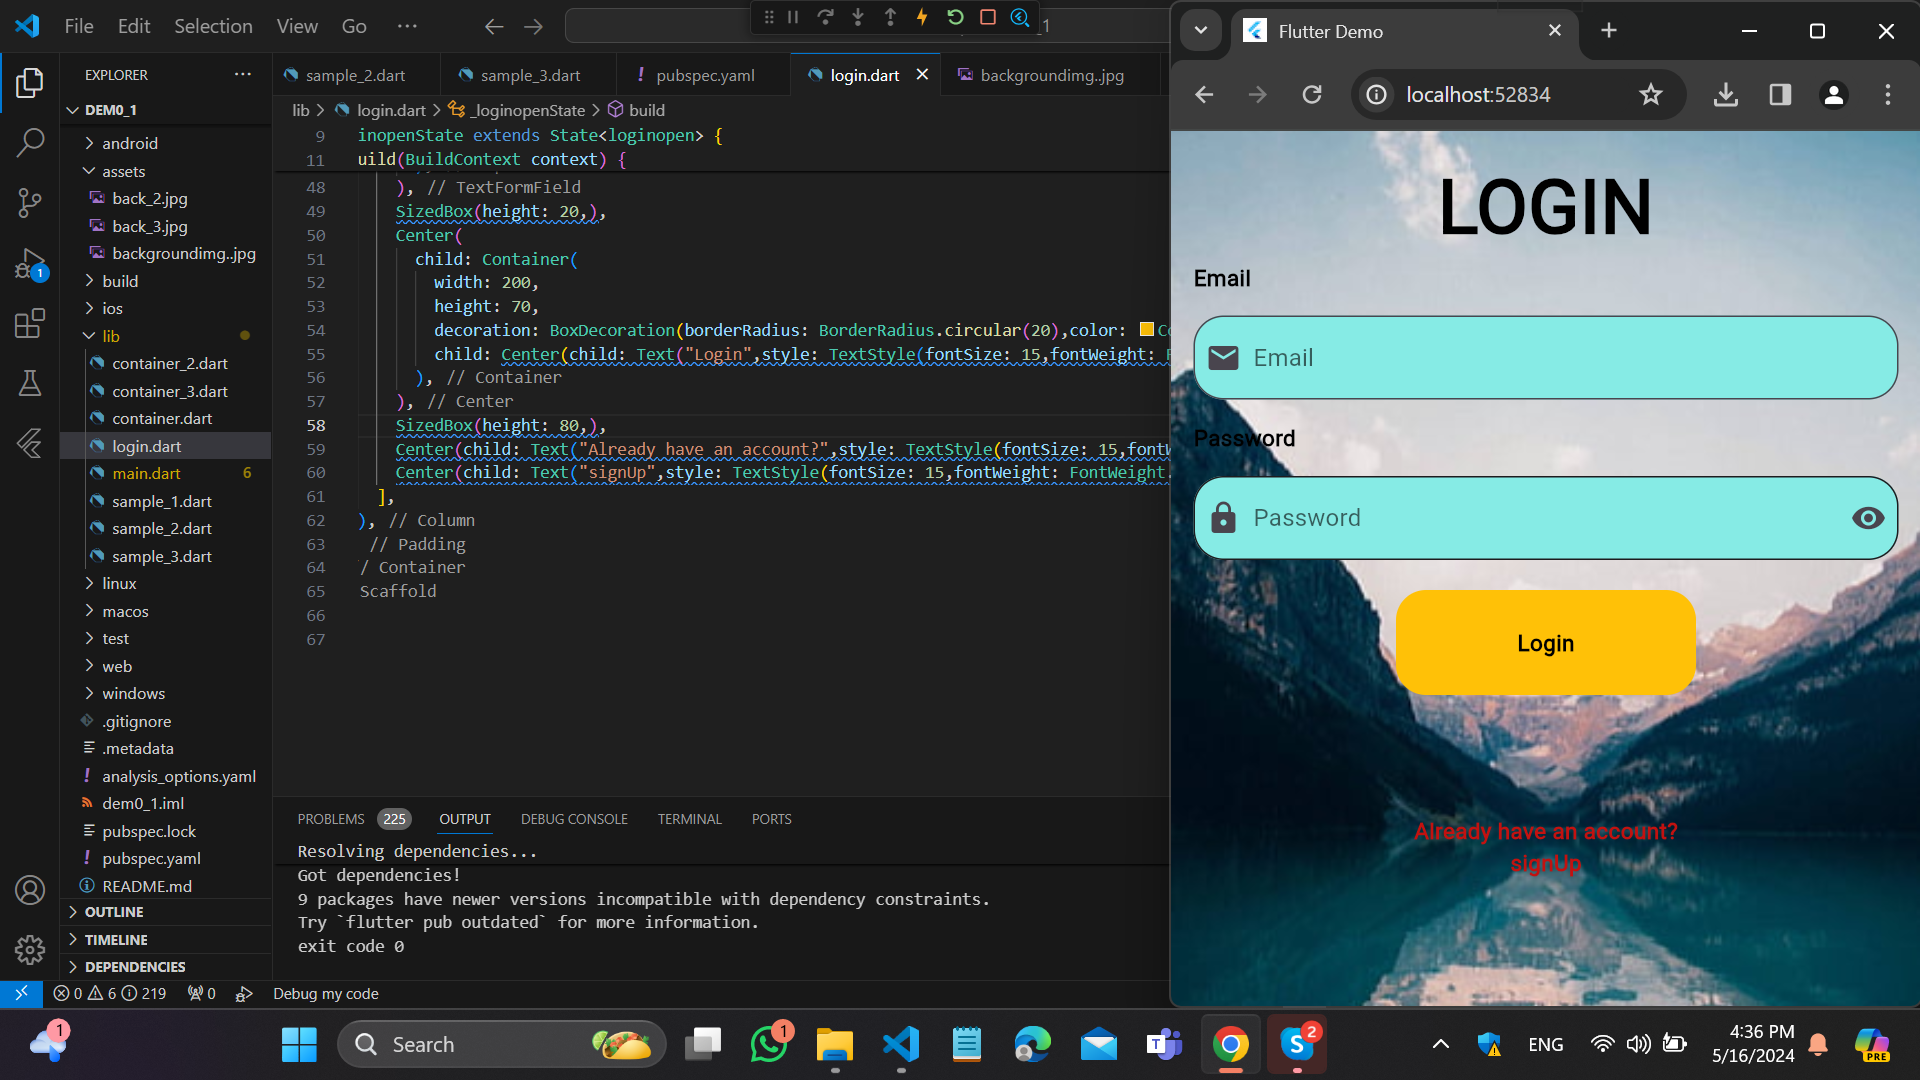 File Edit Selection View Go ···
EXPLORER ···
DEM0_1
android
assets
back_2.jpg
back_3.jpg
backgroundimg..jpg
build
ios
lib
container_2.dart
container_3.dart
container.dart
login.dart
main.dart 6
sample_1.dart
sample_2.dart
sample_3.dart
linux
macos
test
web
windows
.gitignore
.metadata
analysis_options.yaml
dem0_1.iml
pubspec.lock
pubspec.yaml
README.md
OUTLINE
TIMELINE
DEPENDENCIES
1
sample_2.dart sample_3.dart ! pubspec.yaml login.dart backgroundimg..jpg
lib > login.dart > _loginopenState > build
9 inopenState extends State<loginopen> {
11 uild(BuildContext context) {
48 ), // TextFormField
49 SizedBox(height: 20,),
50 Center(
51 child: Container(
52 width: 200,
53 height: 70,
54 decoration: BoxDecoration(borderRadius: BorderRadius.circular(20),color: Co
55 child: Center(child: Text("Login",style: TextStyle(fontSize: 15,fontWeight: F
56 ), // Container
57 ), // Center
58 SizedBox(height: 80,),
59 Center(child: Text("Already have an account?",style: TextStyle(fontSize: 15,fontW
60 Center(child: Text("signUp",style: TextStyle(fontSize: 15,fontWeight: FontWeight.
61 ],
62 ), // Column
63 // Padding
64 / Container
65 Scaffold
66
67
PROBLEMS 225 OUTPUT DEBUG CONSOLE TERMINAL PORTS
Resolving dependencies...
Got dependencies!
9 packages have newer versions incompatible with dependency constraints.
Try `flutter pub outdated` for more information.
exit code 0
0 6 219 0 Debug my code
Flutter Demo
localhost:52834
LOGIN
Email
Email
Password
Password
Login
Already have an account?
signUp
1 Search 1 T S 2 ENG 4:36 PM
5/16/2024
PRE